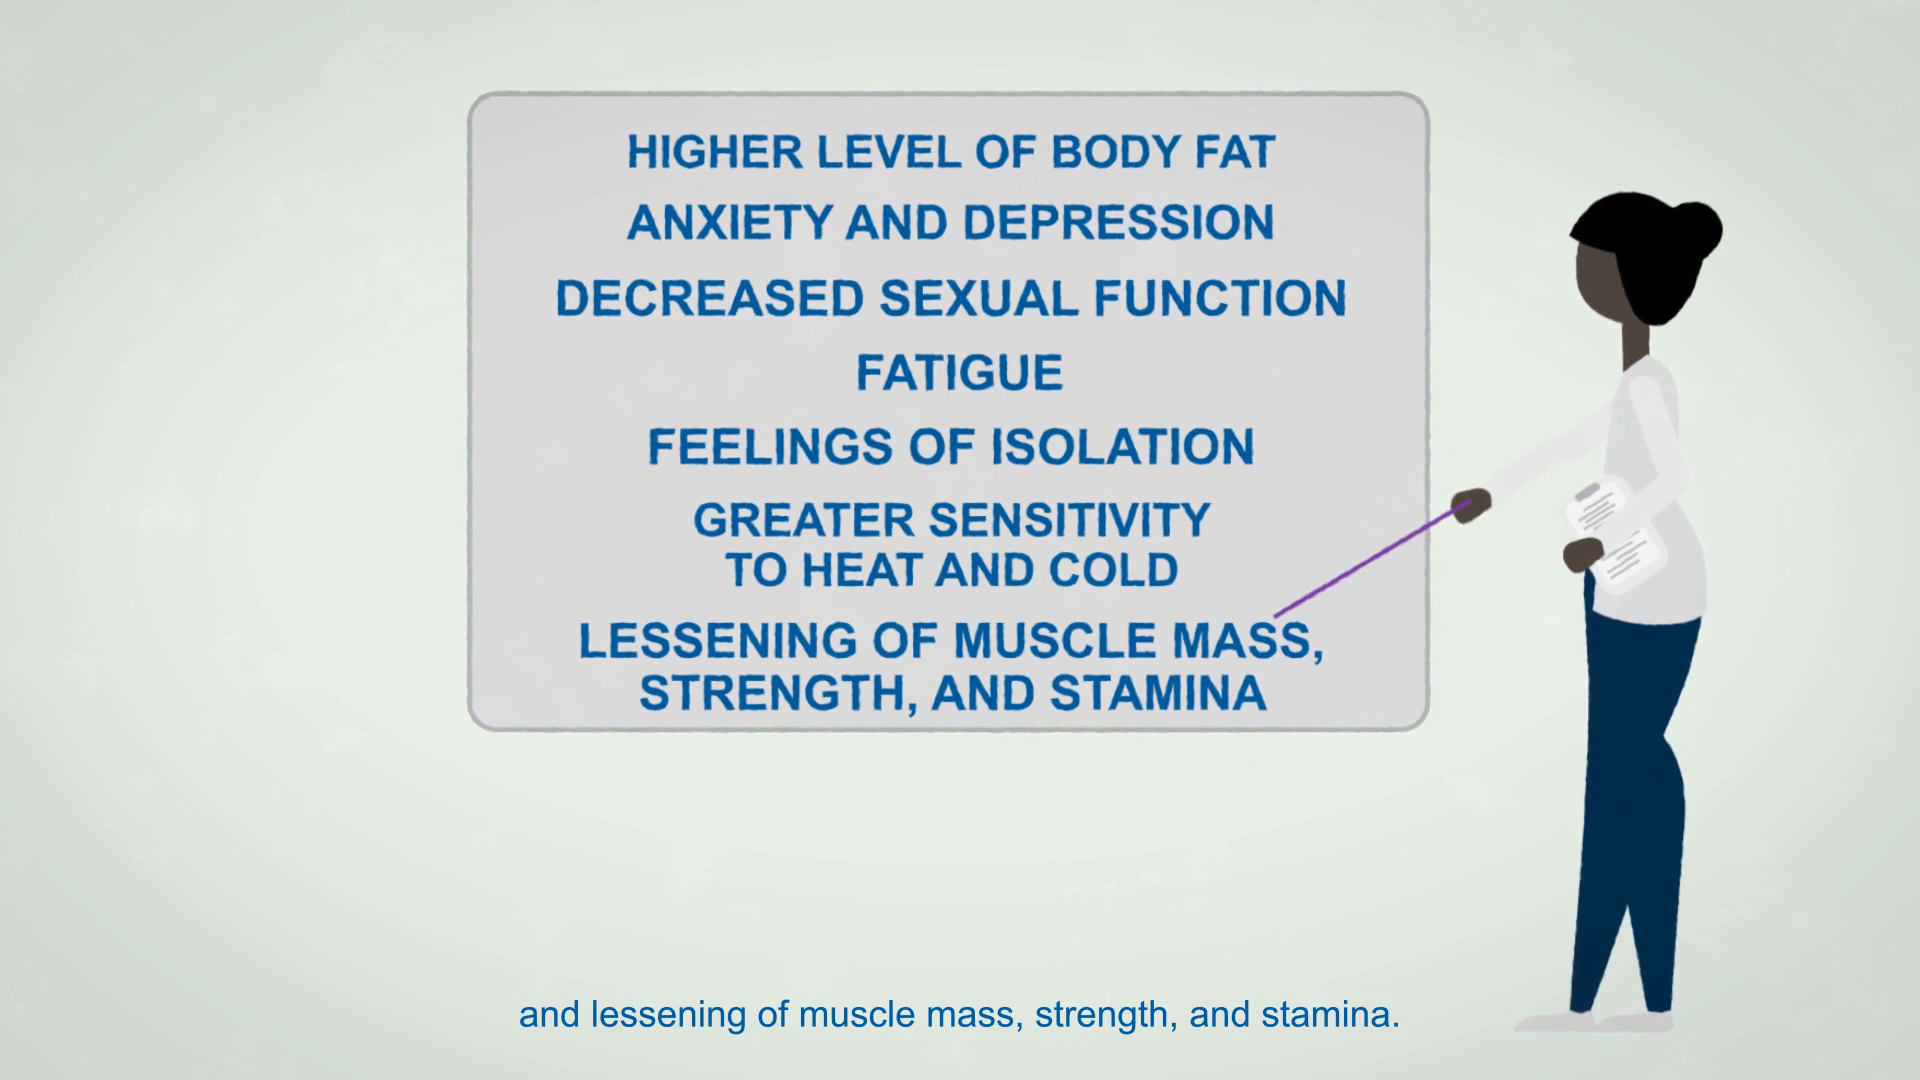 HIGHER LEVEL OF BODY FAT
ANXIETY AND DEPRESSION
DECREASED SEXUAL FUNCTION
FATIGUE
FEELINGS OF ISOLATION
GREATER SENSITIVITY
TO HEAT AND COLD
LESSENING OF MUSCLE MASS,
STRENGTH, AND STAMINA
and lessening of muscle mass, strength, and stamina.